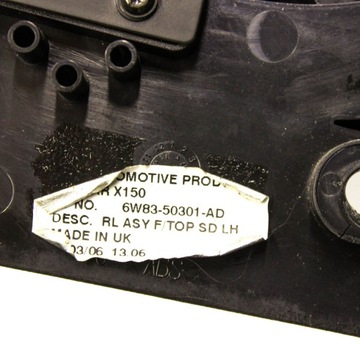 OMOTIVE PROD
R X150
NO. 6W83-50301-AD
DESC. RL ASY F/TOP SD LH
MADE IN UK
03/06 13.06
ABS